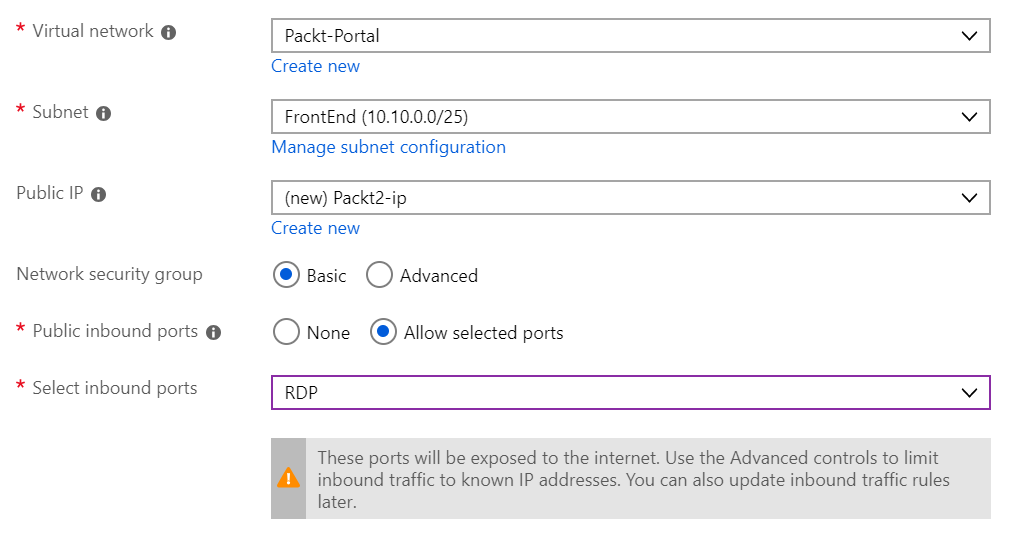 * Virtual network
Packt-Portal
Create new
* Subnet
FrontEnd (10.10.0.0/25)
Manage subnet configuration
Public IP
(new) Packt2-ip
Create new
Network security group
Basic
Advanced
* Public inbound ports
None
Allow selected ports
* Select inbound ports
RDP
These ports will be exposed to the internet. Use the Advanced controls to limit
inbound traffic to known IP addresses. You can also update inbound traffic rules
later.